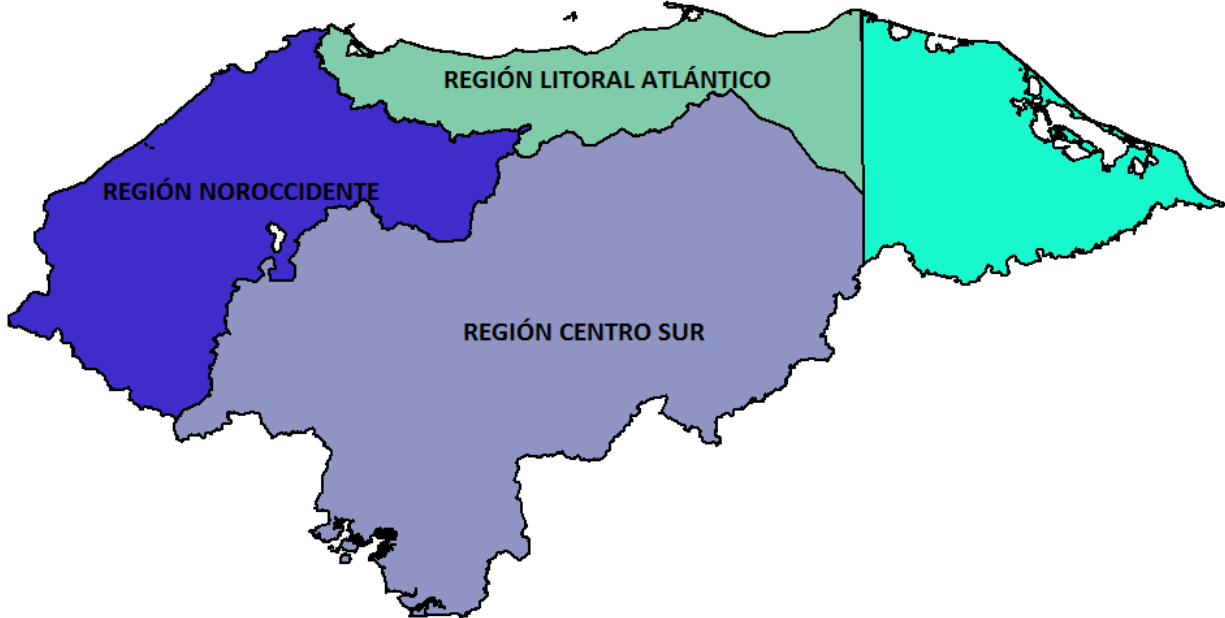 REGIÓN LITORAL ATLÁNTICO
REGIÓN NOROCCIDENTE
REGIÓN CENTRO SUR